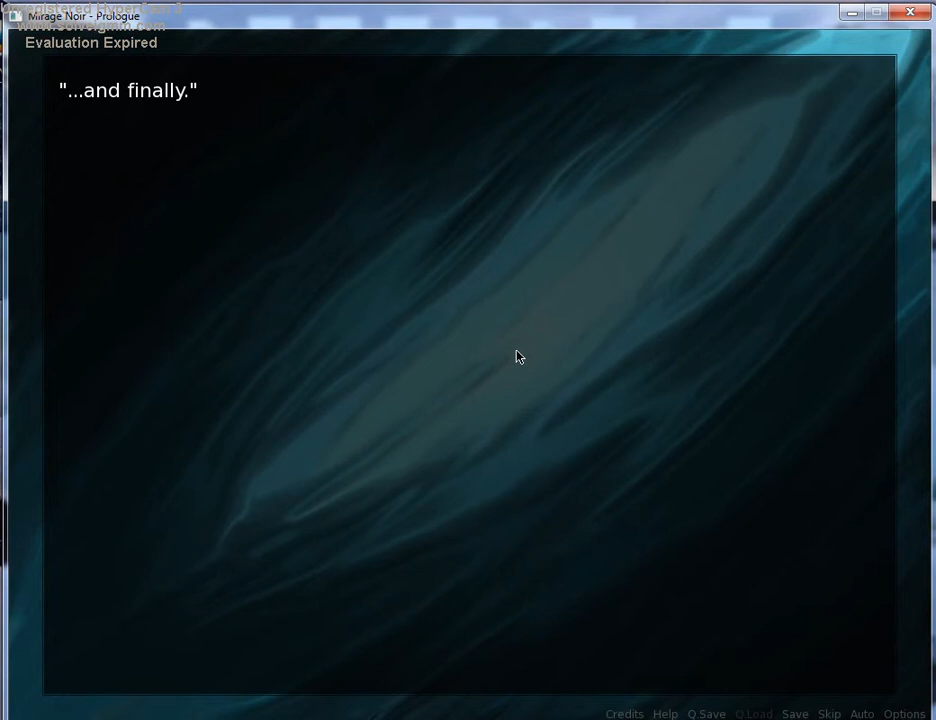 Unregistered HyperCam 3
Mirage Noir - Prologue
www.solveigmm.com
Evaluation Expired
"...and finally."
Credits Help Q.Save Q.Load Save Skip Auto Options